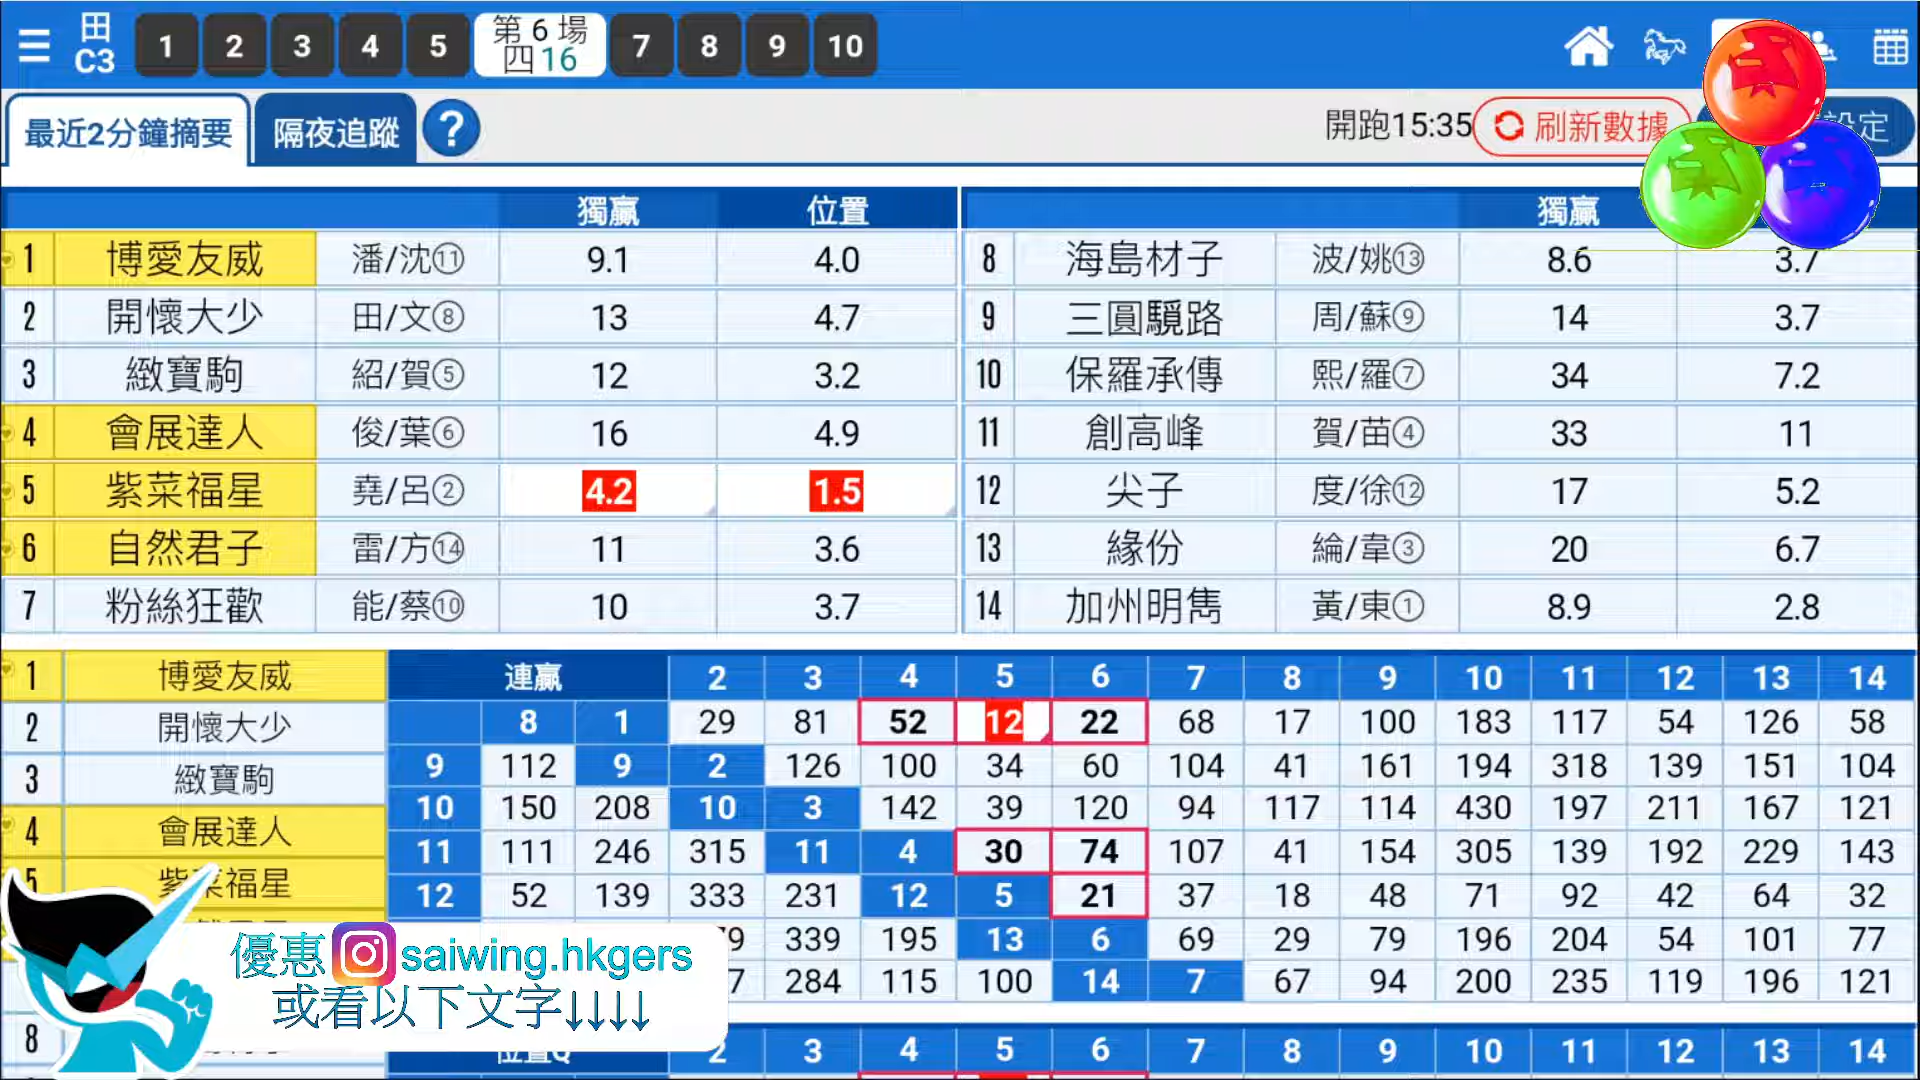 田 C3 1 2 3 4 5 第 6 場 四 16 7 8 9 10
最近2分鐘摘要 隔夜追蹤 ? 開跑15:35 刷新數據 設定
獨贏 位置 獨贏
1 博愛友威 潘/沈⑪ 9.1 4.0 8 海島材子 波/姚⑬ 8.6 3.7
2 開懷大少 田/文⑧ 13 4.7 9 三圓驍路 周/蘇⑨ 14 3.7
3 緻寶駒 紹/賀⑤ 12 3.2 10 保羅承傳 熙/羅⑦ 34 7.2
4 會展達人 俊/葉⑥ 16 4.9 11 創高峰 賀/苗④ 33 11
5 紫菜福星 堯/呂② 4.2 1.5 12 尖子 度/徐⑫ 17 5.2
6 自然君子 雷/方⑭ 11 3.6 13 緣份 綸/韋③ 20 6.7
7 粉絲狂歡 能/蔡⑩ 10 3.7 14 加州明雋 黃/東① 8.9 2.8
1 博愛友威 連贏 2 3 4 5 6 7 8 9 10 11 12 13 14
2 開懷大少 8 1 29 81 52 12 22 68 17 100 183 117 54 126 58
3 緻寶駒 9 112 9 2 126 100 34 60 104 41 161 194 318 139 151 104
10 150 208 10 3 142 39 120 94 117 114 430 197 211 167 121
4 會展達人 11 111 246 315 11 4 30 74 107 41 154 305 139 192 229 143
5 紫菜福星 12 52 139 333 231 12 5 21 37 18 48 71 92 42 64 32
339 195 13 6 69 29 79 196 204 54 101 77
284 115 100 14 7 67 94 200 235 119 196 121
優惠 saiwing.hkgers
或看以下文字↓↓↓↓
8 位置Q 2 3 4 5 6 7 8 9 10 11 12 13 14